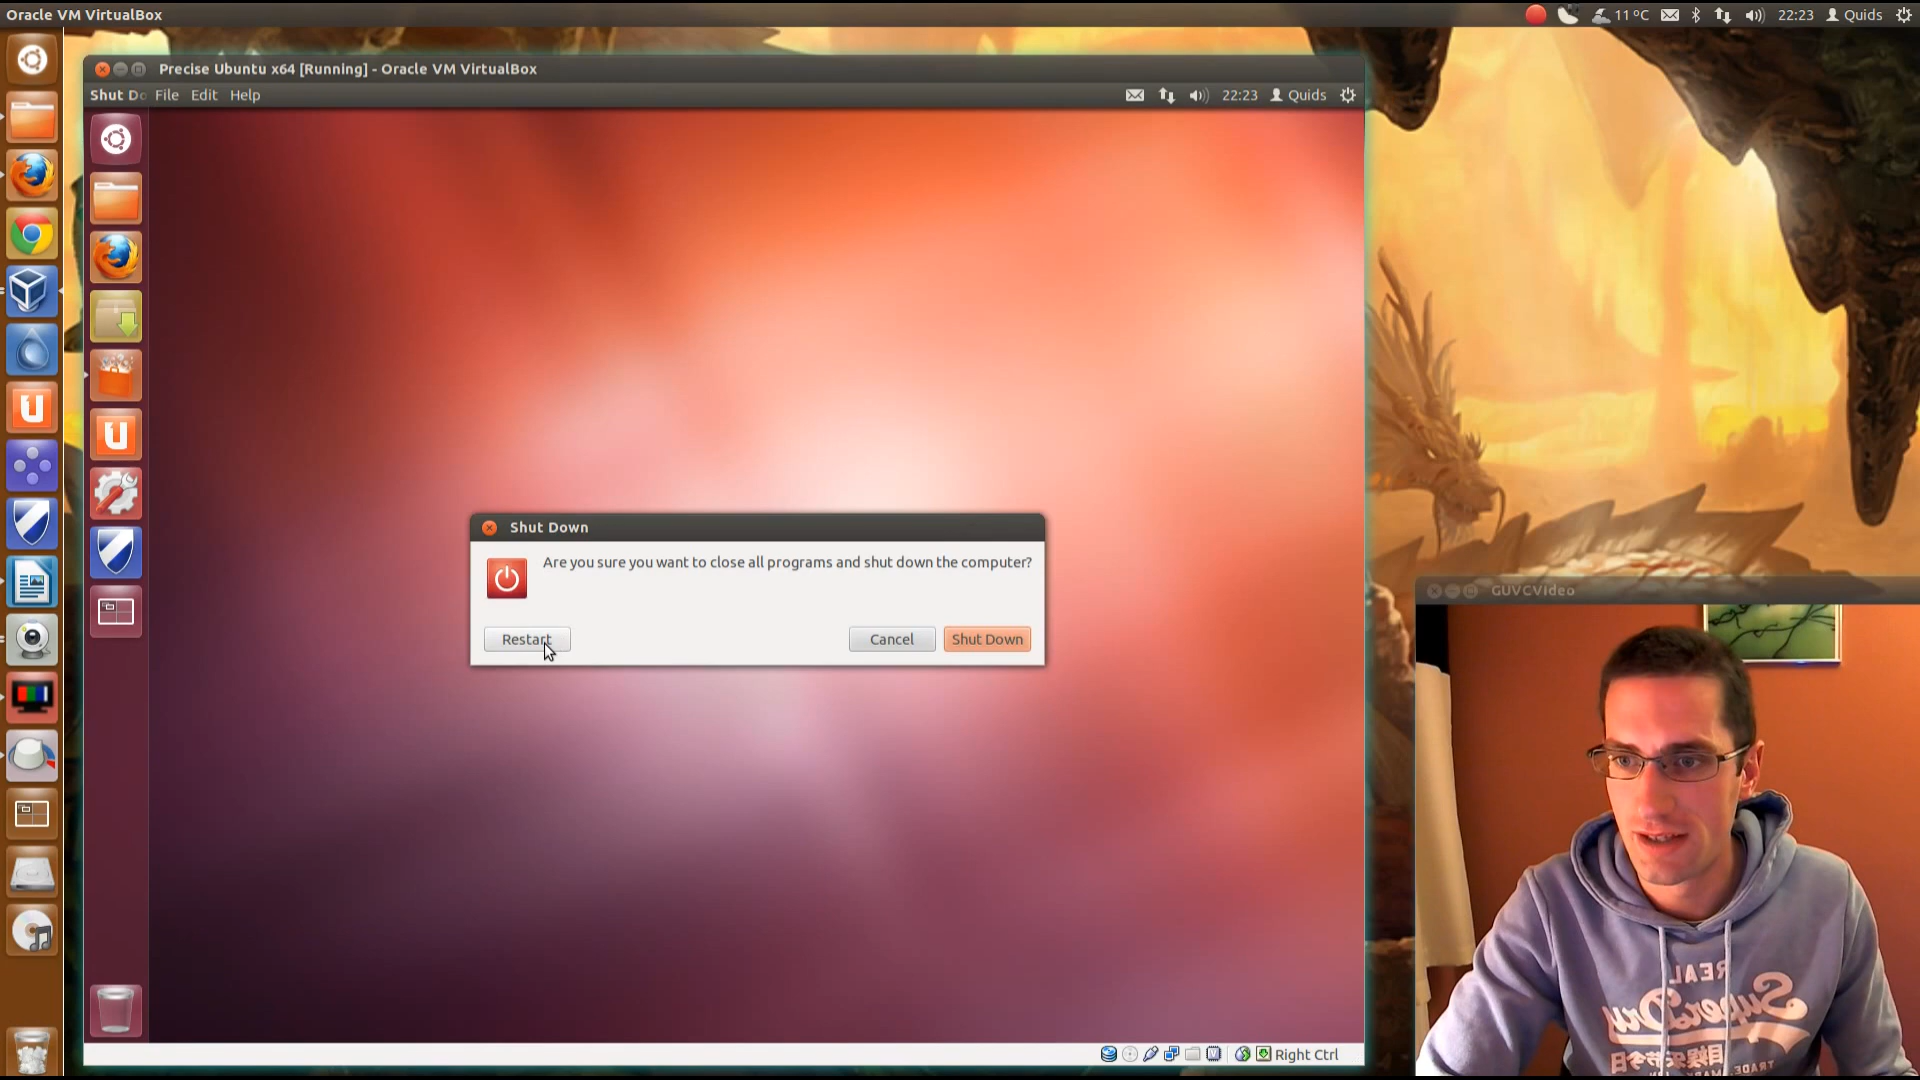 Oracle VM VirtualBox
11 °C
22:23
Quids
Precise Ubuntu x64 [Running] - Oracle VM VirtualBox
Shut Do File Edit Help
22:23
Quids
Shut Down
Are you sure you want to close all programs and shut down the computer?
Restart
Cancel
Shut Down
GUVCVideo
REAL
SuperDry
Right Ctrl